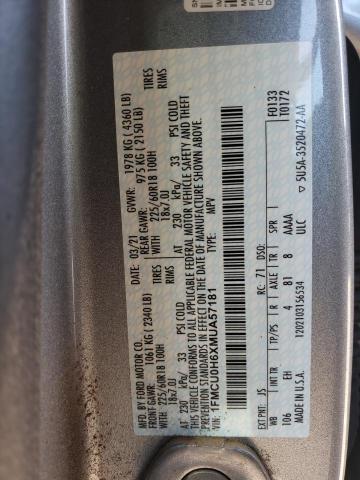 MFD. BY FORD MOTOR CO.
DATE: 03/21 GVWR: 1978 KG (4360 LB)
FRONT GAWR: 1061 KG (2340 LB) REAR GAWR: 975 KG (2150 LB)
WITH 225/60R18 100H TIRES 225/60R18 100H TIRES
18x7.0J RIMS 18x7.0J RIMS
AT 230 kPa/ 33 PSI COLD AT 230 kPa/ 33 PSI COLD
THIS VEHICLE CONFORMS TO ALL APPLICABLE FEDERAL MOTOR VEHICLE SAFETY AND THEFT
PREVENTION STANDARDS IN EFFECT ON THE DATE OF MANUFACTURE SHOWN ABOVE.
VIN: 1FMCU0H6XMUA57181 TYPE: MPV
F0133
T0172
EXT PNT: JS RC: 71 DSO:
WB INT TR TP/PS R AXLE TR SPR
106 EH 4 81 8 AAAA
DISPERSION MADE IN U.S.A. ULC
1202103156534
5U5A-3520472-AA